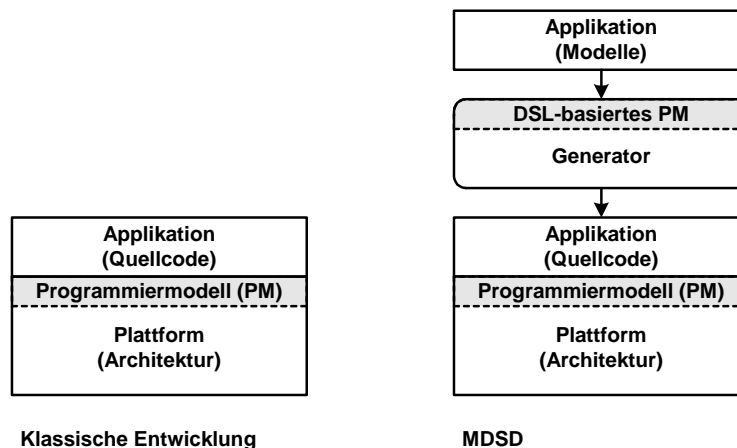 Applikation
(Modelle)
DSL-basiertes PM
Generator
Applikation
(Quellcode)
Programmiermodell (PM)
Plattform
(Architektur)
Klassische Entwicklung
Applikation
(Quellcode)
Programmiermodell (PM)
Plattform
(Architektur)
MDSD